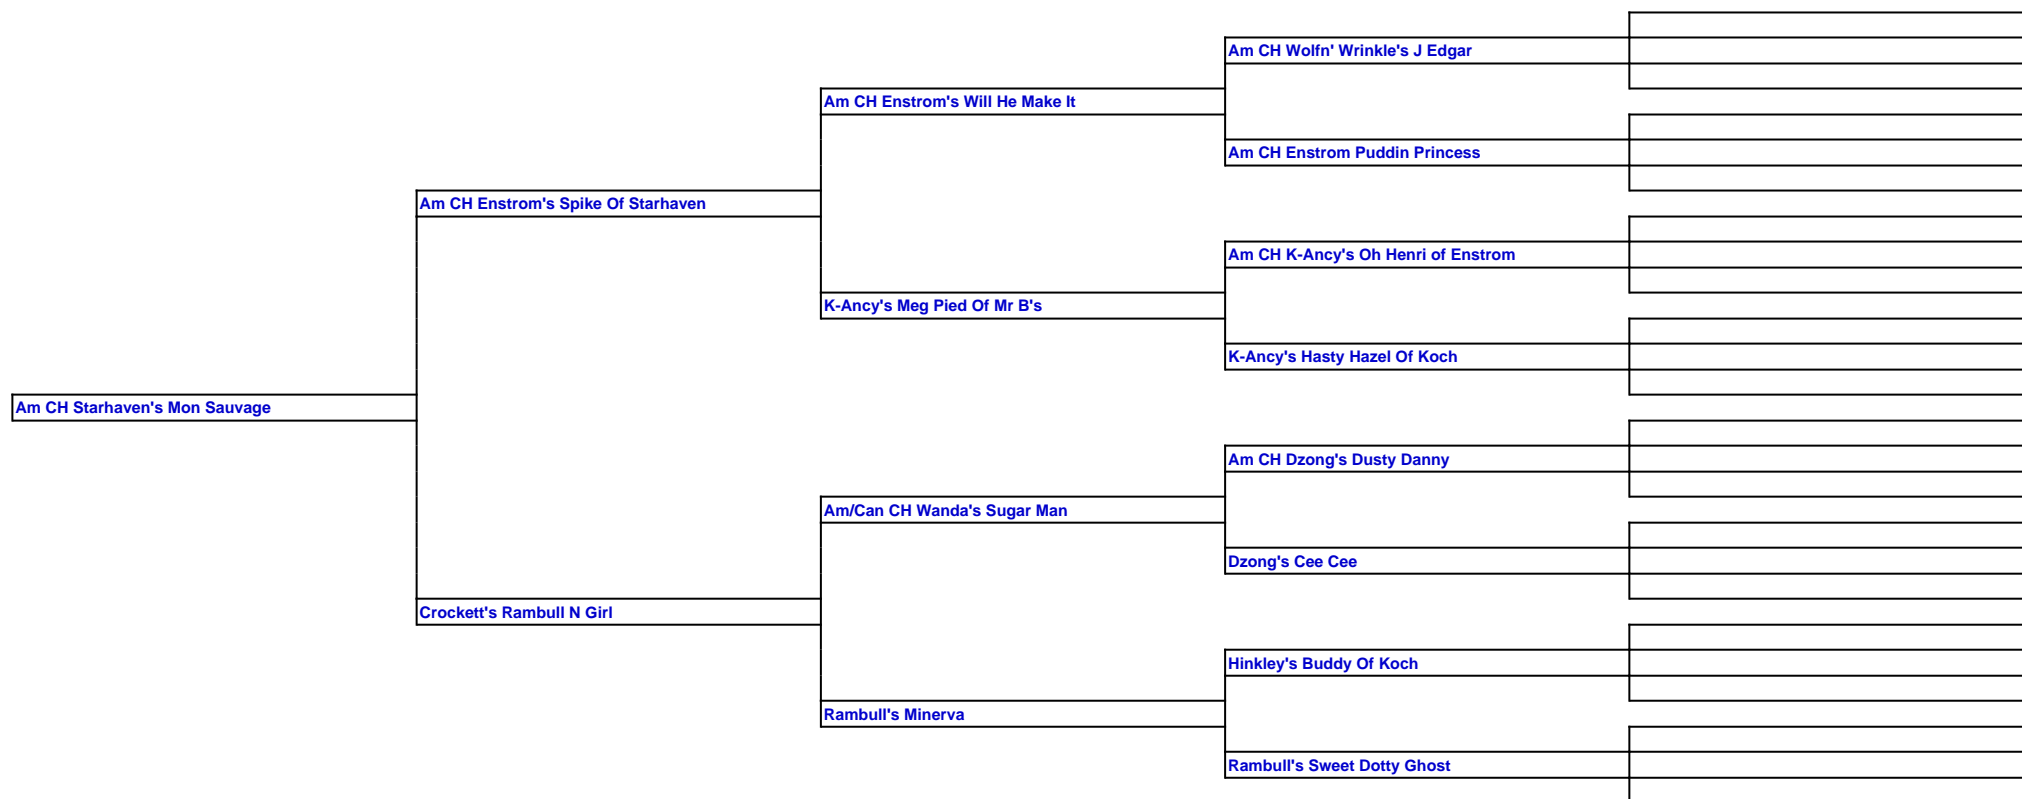 Am CH Wolfn' Wrinkle's J Edgar
Am CH Enstrom's Will He Make It
Am CH Enstrom Puddin Princess
Am CH Enstrom's Spike Of Starhaven
Am CH K-Ancy's Oh Henri of Enstrom
K-Ancy's Meg Pied Of Mr B's
K-Ancy's Hasty Hazel Of Koch
Am CH Starhaven's Mon Sauvage
Am CH Dzong's Dusty Danny
Am/Can CH Wanda's Sugar Man
Dzong's Cee Cee
Crockett's Rambull N Girl
Hinkley's Buddy Of Koch
Rambull's Minerva
Rambull's Sweet Dotty Ghost